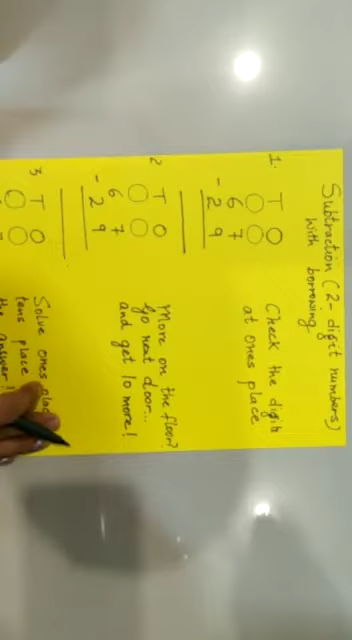 Subtraction (2-digit numbers)
With borrowing
1. T O
6 7
- 2 9
Check the digits
at ones place
2 T O
6 7
- 2 9
More on the floor?
Go next door...
and get 10 more!
3 T O
Solve ones
tens place
the answer!